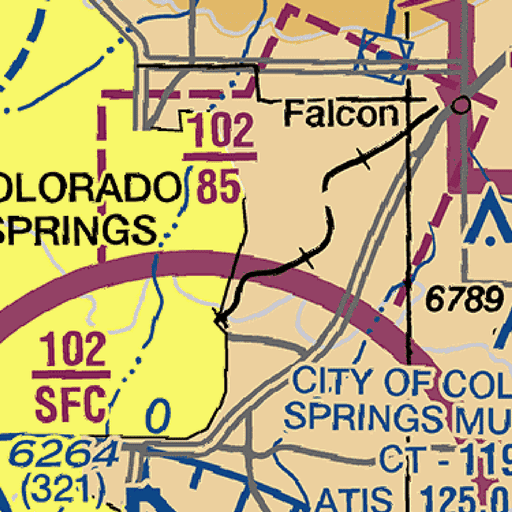 Falcon
102
85
OLORADO
SPRINGS
6789
102
SFC
CITY OF COL
SPRINGS MU
0
6264
(321)
CT - 119
ATIS 125.0